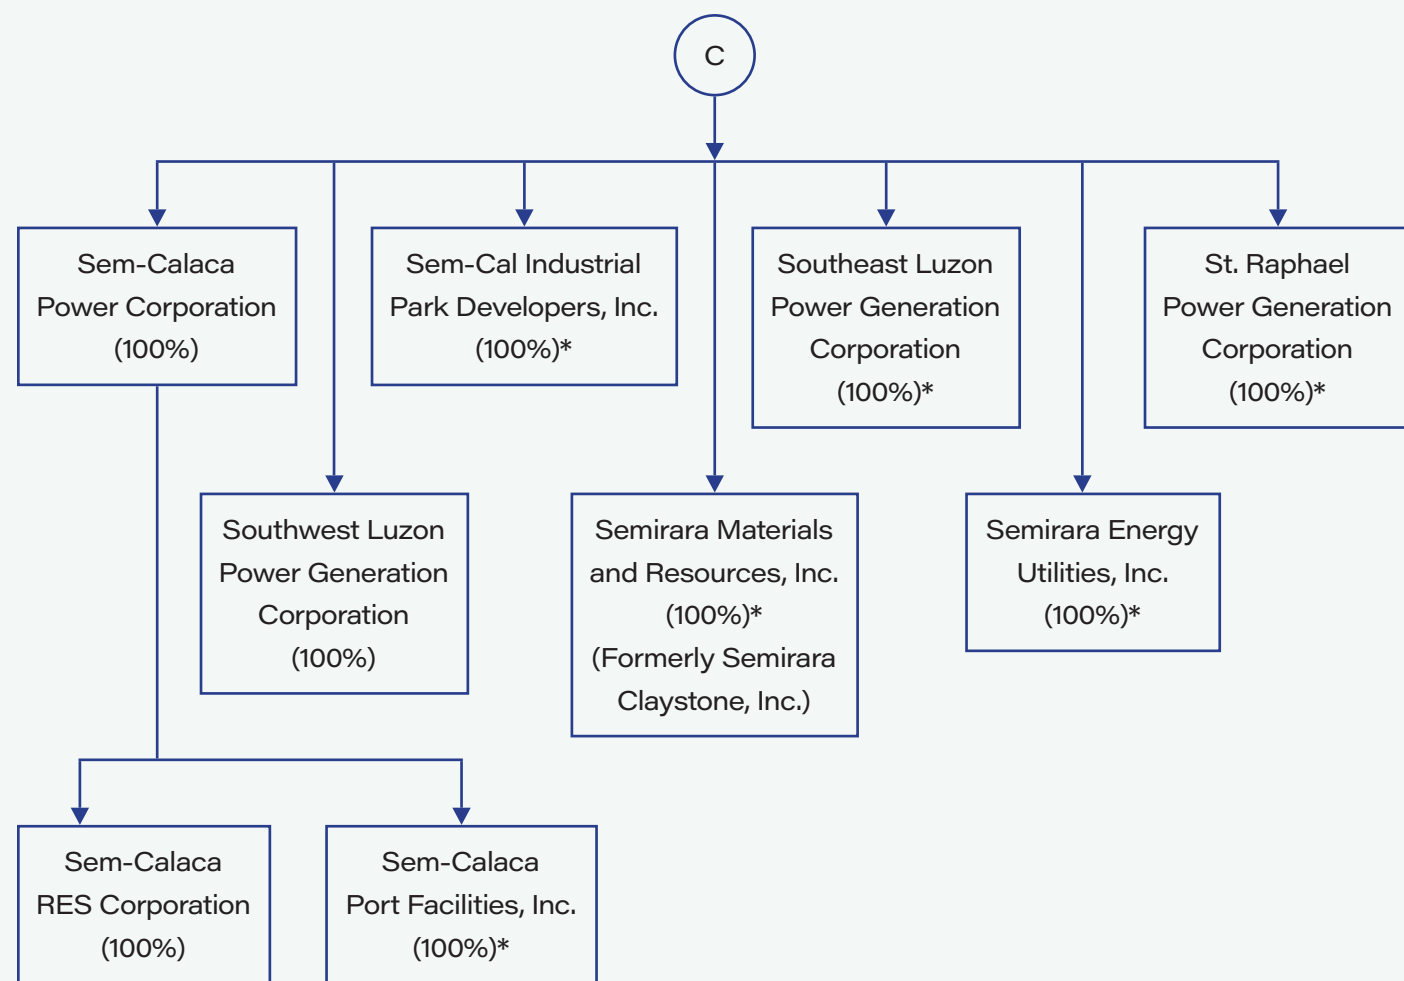 C
Sem-Calaca
Power Corporation
(100%)
Sem-Cal Industrial
Park Developers, Inc.
(100%)*
Southeast Luzon
Power Generation
Corporation
(100%)*
St. Raphael
Power Generation
Corporation
(100%)*
Southwest Luzon
Power Generation
Corporation
(100%)
Semirara Materials
and Resources, Inc.
(100%)*
(Formerly Semirara
Claystone, Inc.)
Semirara Energy
Utilities, Inc.
(100%)*
Sem-Calaca
RES Corporation
(100%)
Sem-Calaca
Port Facilities, Inc.
(100%)*